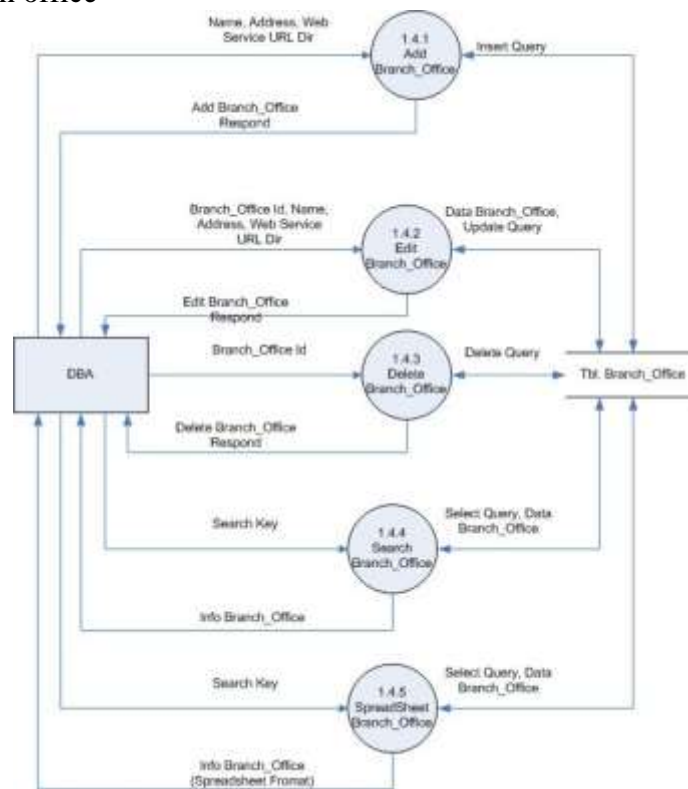 n office
Name, Address, Web
Service URL Dir
1.4.1
Add
Branch_Office
Insert Query
Add Branch_Office
Respond
Branch_Office Id, Name,
Address, Web Service
URL Dir
1.4.2
Edit
Branch_Office
Data Branch_Office,
Update Query
Edit Branch_Office
Respond
DBA
Branch_Office Id
1.4.3
Delete
Branch_Office
Delete Query
Tbl. Branch_Office
Delete Branch_Office
Respond
Search Key
1.4.4
Search
Branch_Office
Select Query, Data
Branch_Office
Info Branch_Office
Search Key
1.4.5
SpreadSheet
Branch_Office
Select Query, Data
Branch_Office
Info Branch_Office
(Spreadsheet Fromat)